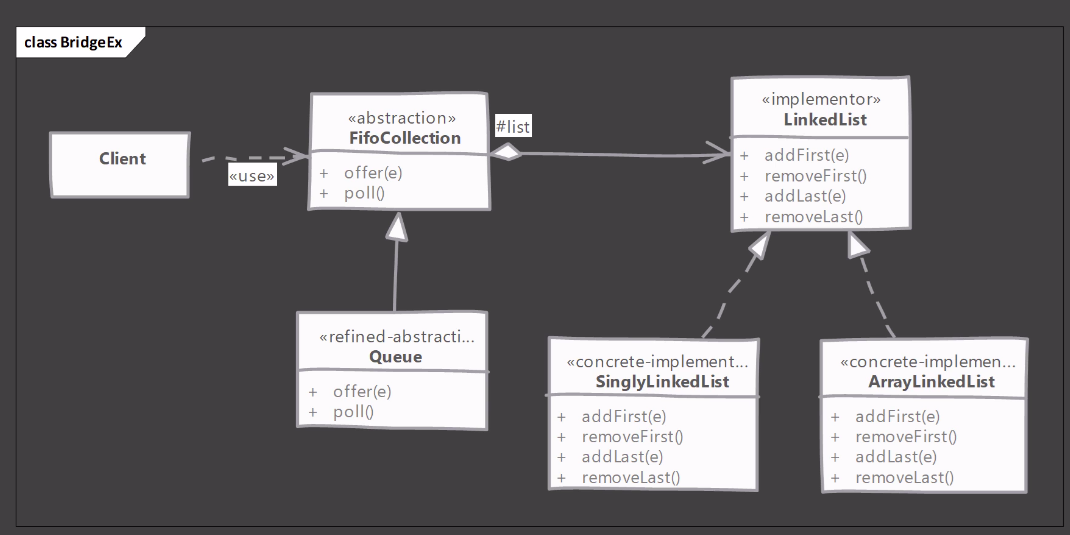 class BridgeEx
Client
«use»
«abstraction»
FifoCollection
+ offer(e)
+ poll()
#list
«implementor»
LinkedList
+ addFirst(e)
+ removeFirst()
+ addLast(e)
+ removeLast()
«refined-abstracti...
Queue
+ offer(e)
+ poll()
«concrete-implement...
SinglyLinkedList
+ addFirst(e)
+ removeFirst()
+ addLast(e)
+ removeLast()
«concrete-implemen...
ArrayLinkedList
+ addFirst(e)
+ removeFirst()
+ addLast(e)
+ removeLast()